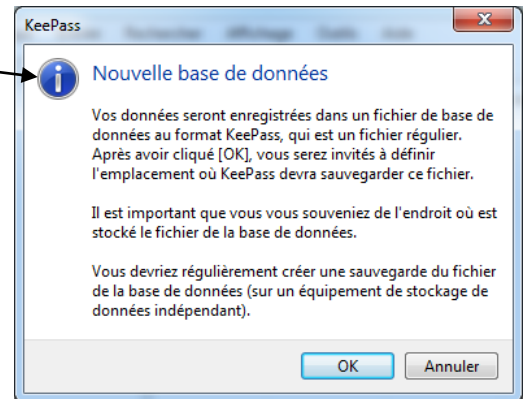 KeePass
Nouvelle base de données
Vos données seront enregistrées dans un fichier de base de
données au format KeePass, qui est un fichier régulier.
Après avoir cliqué [OK], vous serez invités à définir
l'emplacement où KeePass devra sauvegarder ce fichier.
Il est important que vous vous souveniez de l'endroit où est
stocké le fichier de la base de données.
Vous devriez régulièrement créer une sauvegarde du fichier
de la base de données (sur un équipement de stockage de
données indépendant).
OK
Annuler